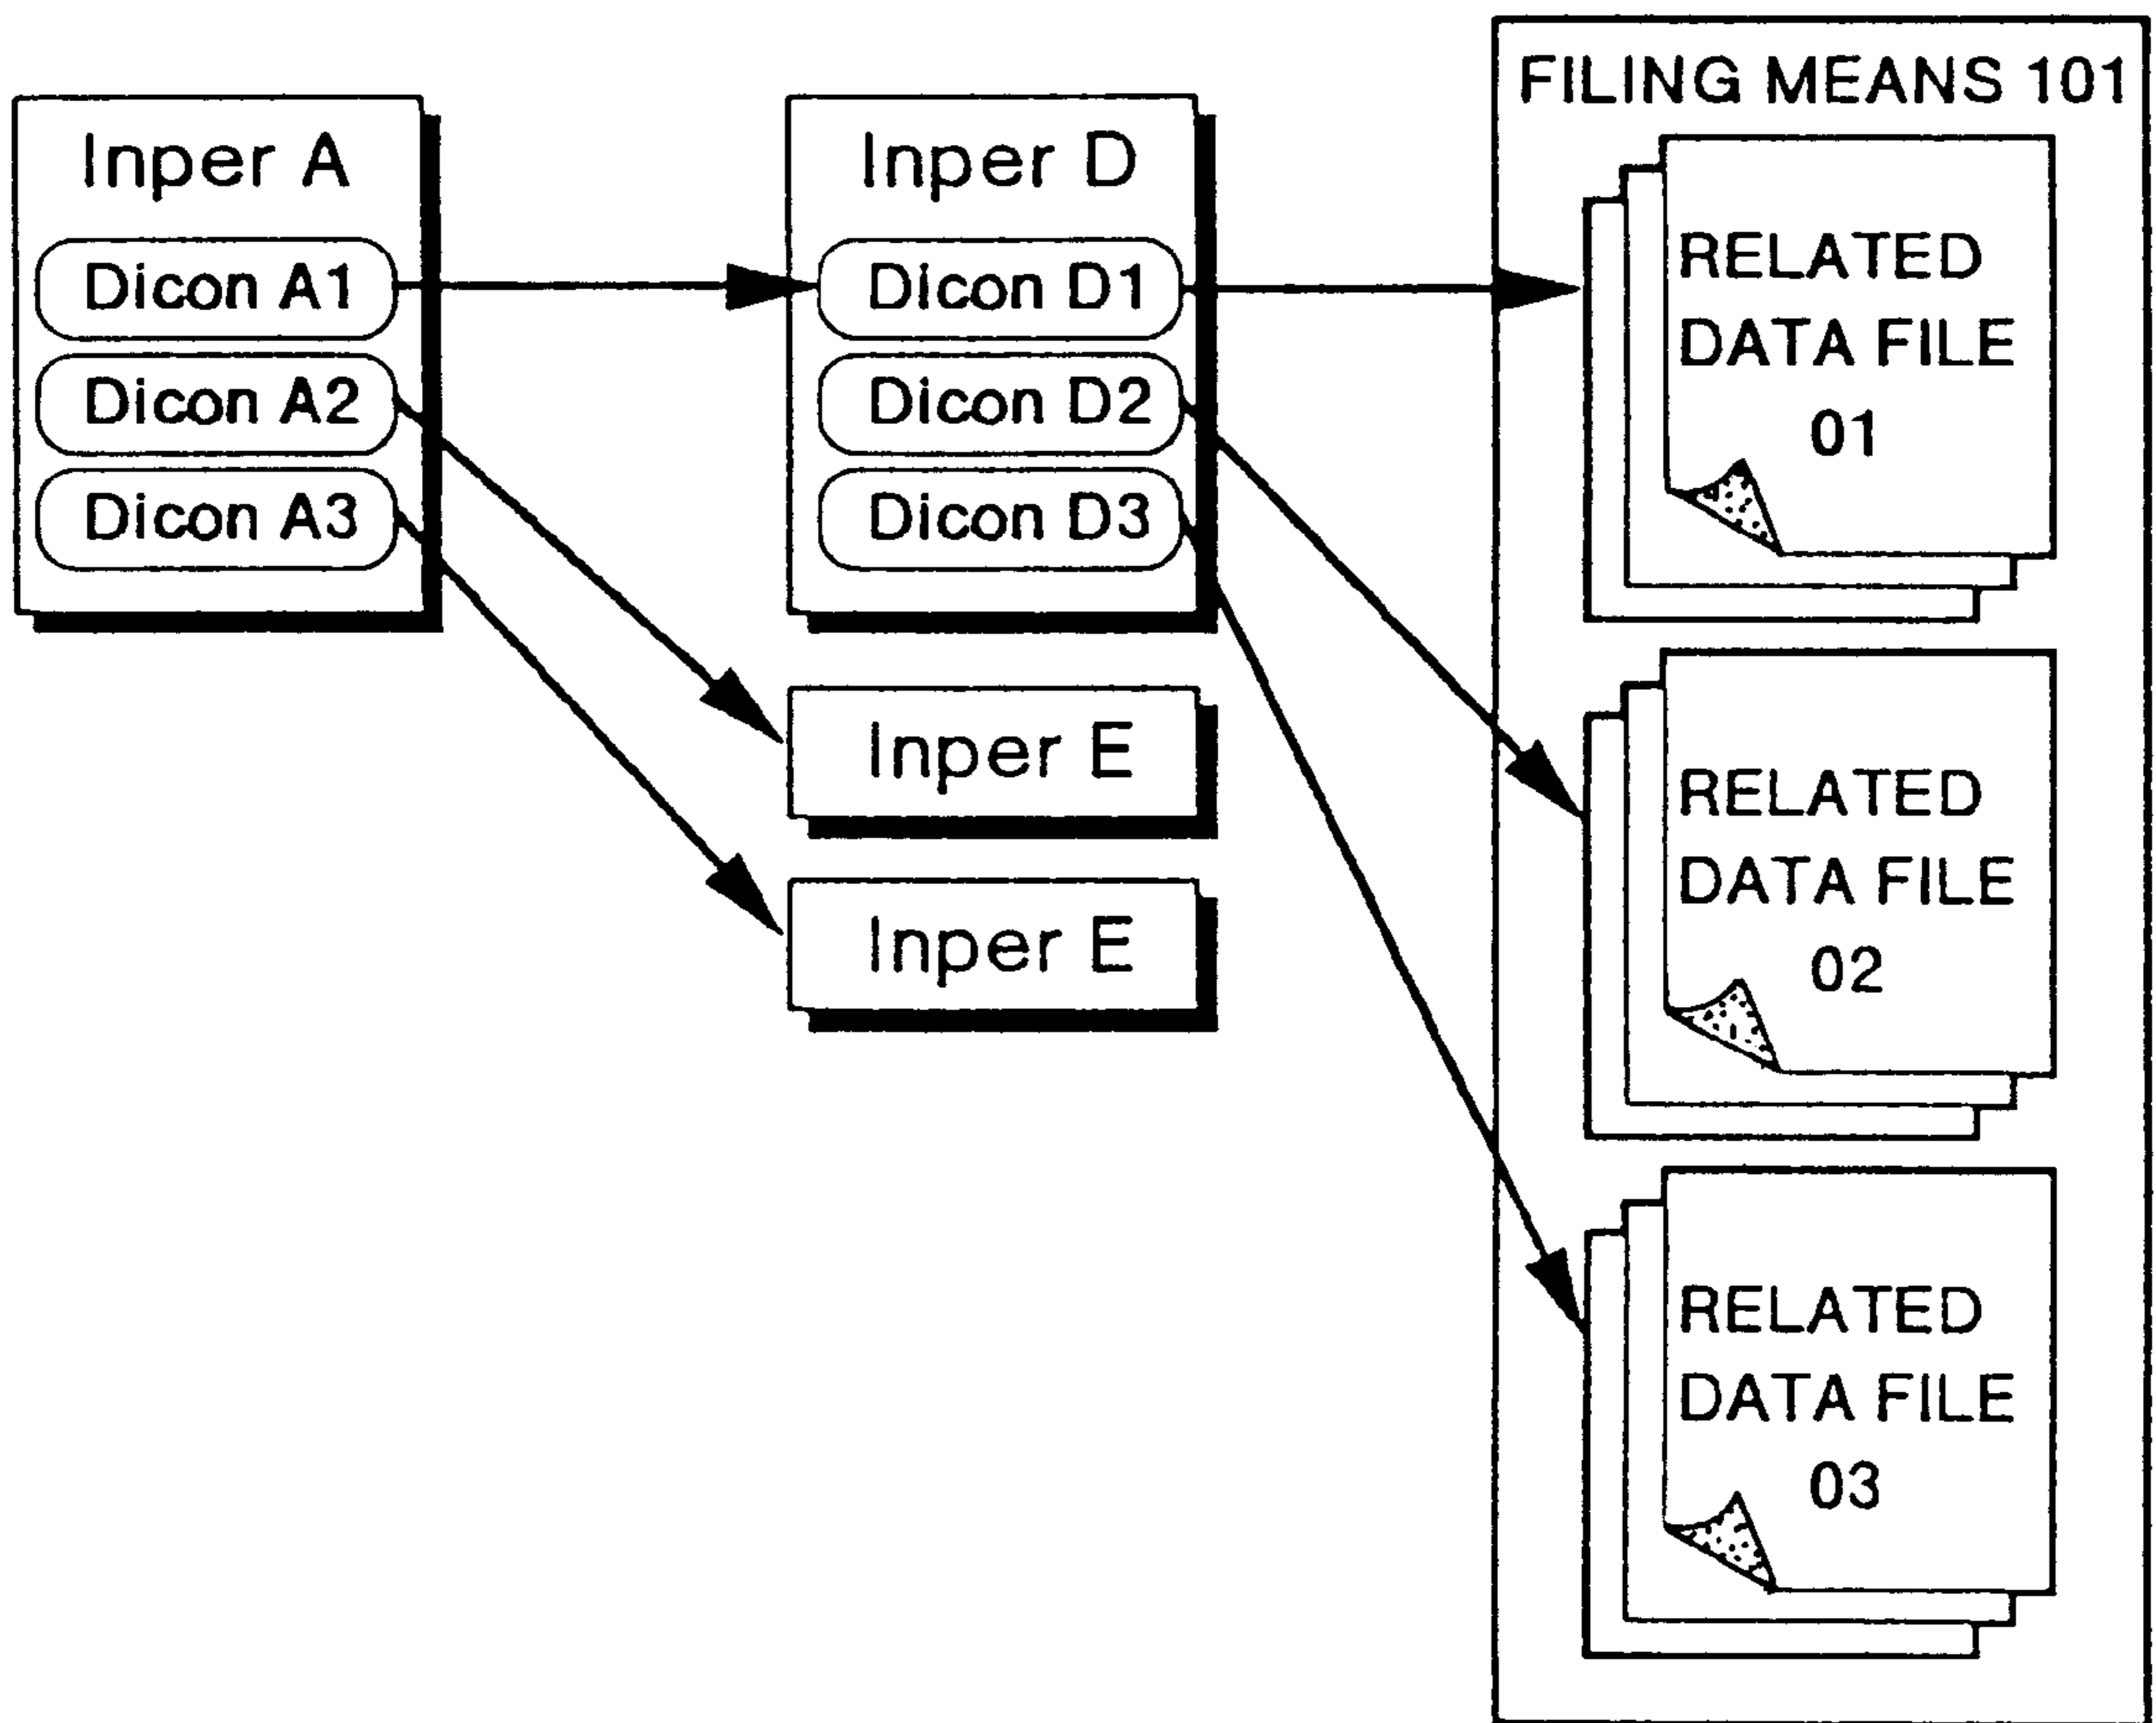 Inper A
Dicon A1
Dicon A2
Dicon A3
Inper D
Dicon D1
Dicon D2
Dicon D3
Inper E
Inper E
FILING MEANS 101
RELATED
DATA FILE
01
RELATED
DATA FILE
02
RELATED
DATA FILE
03